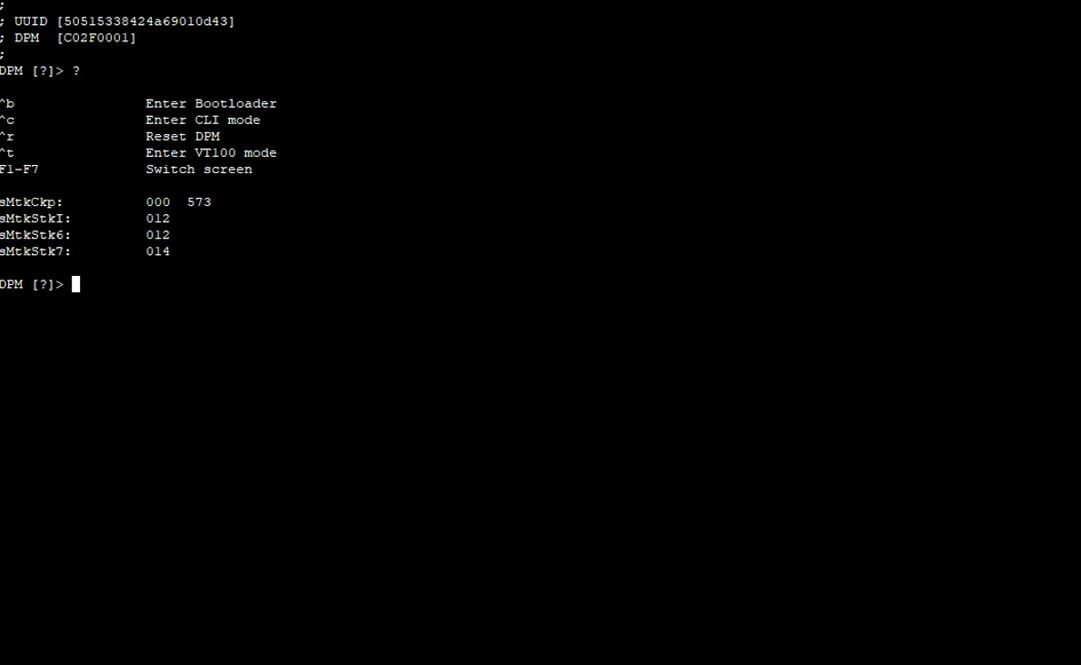 ;
; UUID [50515338424a69010d43]
; DPM [C02F0001]
;
DPM [?]> ?
^b Enter Bootloader
^c Enter CLI mode
^r Reset DPM
^t Enter VT100 mode
F1-F7 Switch screen
sMtkCkp: 000 573
sMtkStkI: 012
sMtkStk6: 012
sMtkStk7: 014
DPM [?]>